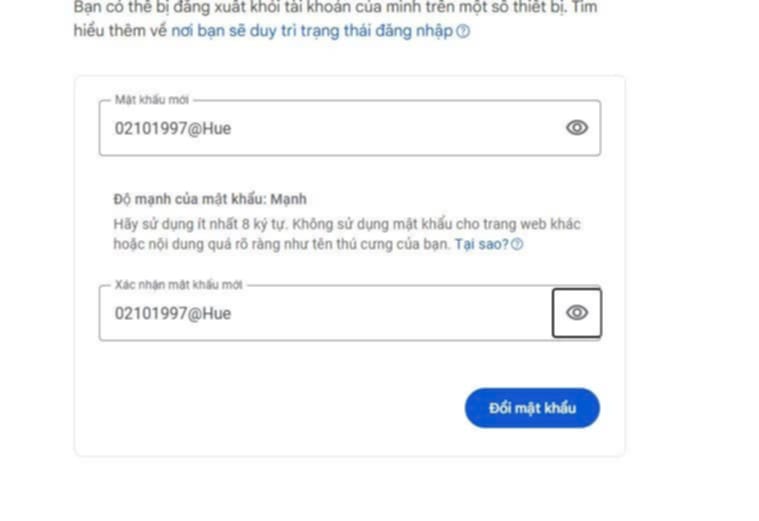 Bạn có thể bị đăng xuất khỏi tài khoản của mình trên một số thiết bị. Tìm
hiểu thêm về nơi bạn sẽ duy trì trạng thái đăng nhập
Mật khẩu mới
02101997@Hue
Độ mạnh của mật khẩu: Mạnh
Hãy sử dụng ít nhất 8 ký tự. Không sử dụng mật khẩu cho trang web khác
hoặc nội dung quá rõ ràng như tên thú cưng của bạn. Tại sao?
Xác nhận mật khẩu mới
02101997@Hue
Đổi mật khẩu